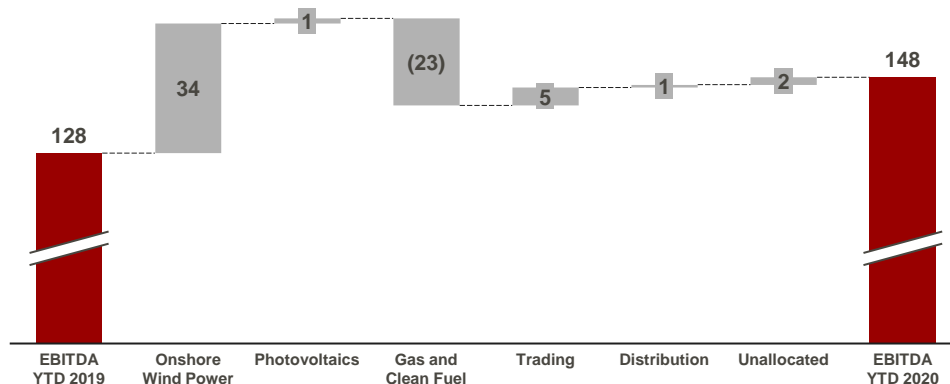 1
(23)
34
148
2
5
1
128
EBITDA
YTD 2019
Onshore
Wind Power
Photovoltaics
Gas and
Clean Fuel
Trading
Distribution
Unallocated
EBITDA
YTD 2020